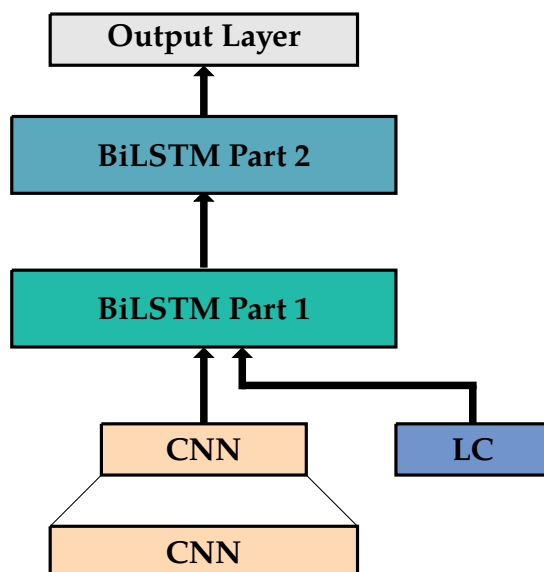 Output Layer
BiLSTM Part 2
BiLSTM Part 1
CNN
LC
CNN